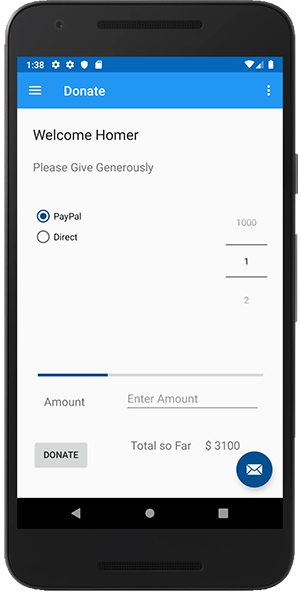 1:38
Donate
Welcome Homer
Please Give Generously
PayPal
Direct
1000
1
2
Amount
Enter Amount
DONATE
Total so Far $ 3100